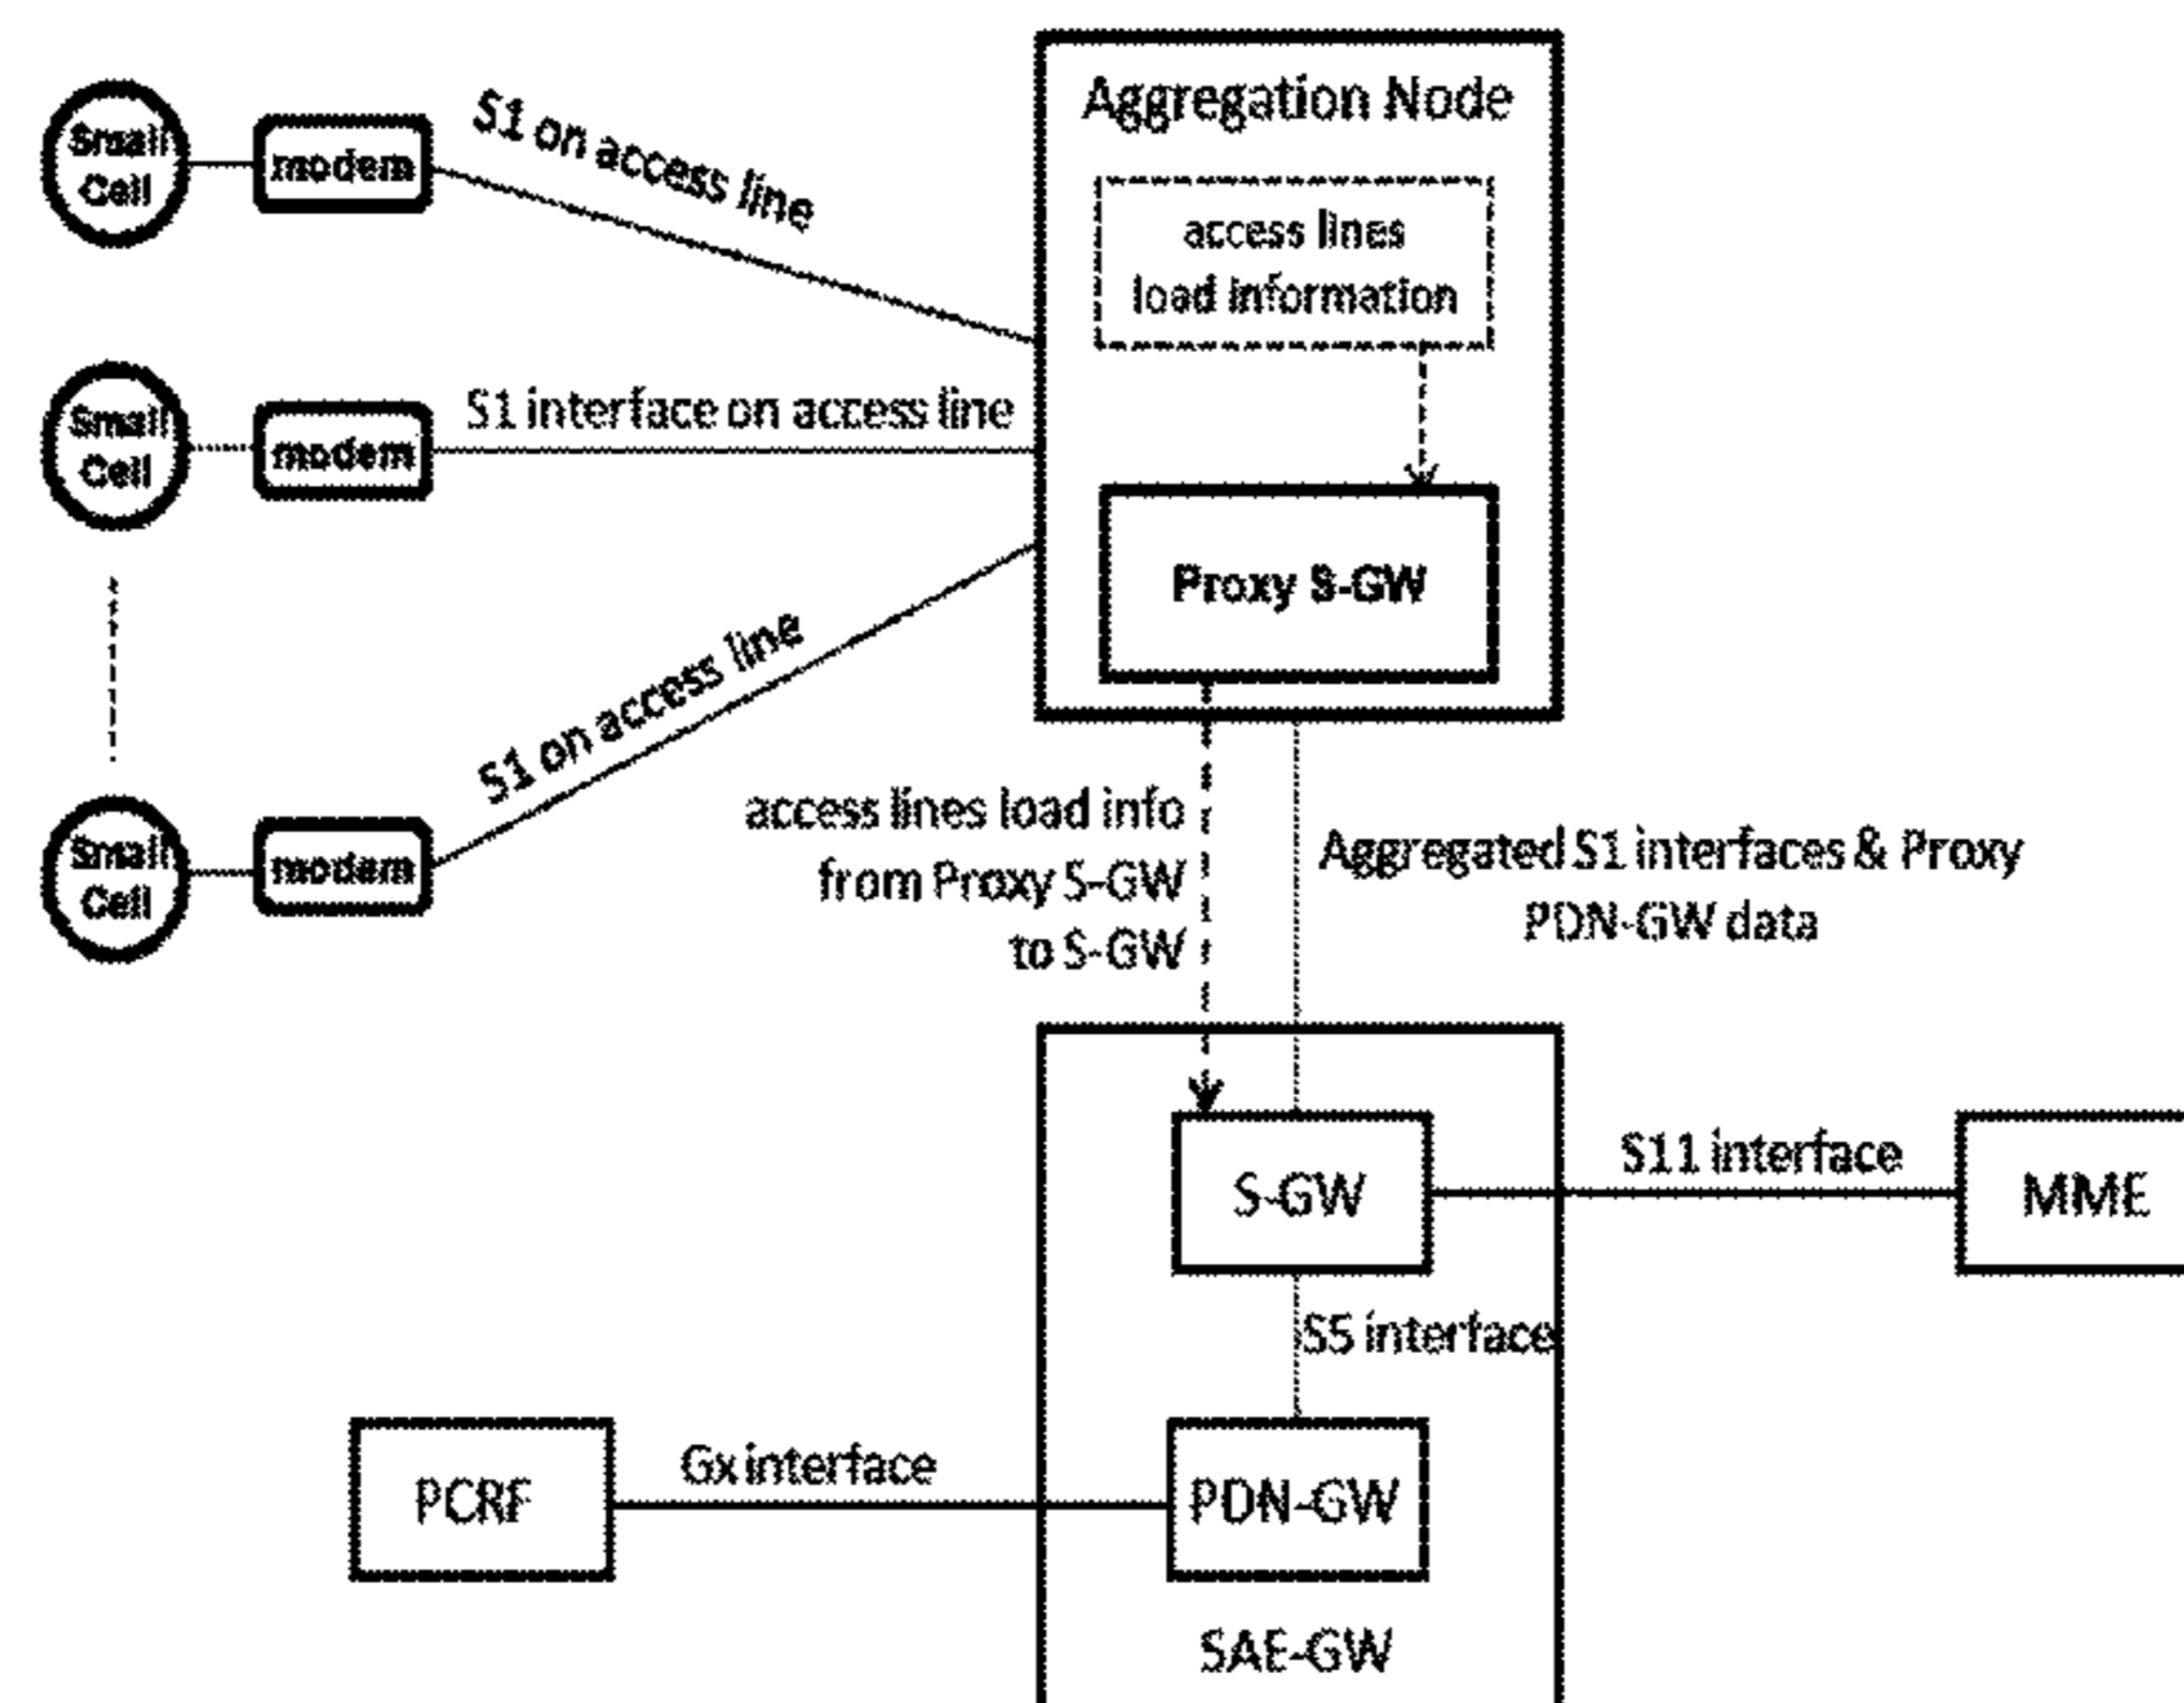 Small
Cell
modem
S1 on access line
Small
Cell
modem
S1 interface on access line
Small
Cell
modem
S1 on access line
Aggregation Node
access lines
load information
Proxy S-GW
access lines load info
from Proxy S-GW
to S-GW
Aggregated S1 interfaces & Proxy
PDN-GW data
S-GW
S11 interface
MME
S5 interface
PCRF
Gx interface
PDN-GW
SAE-GW